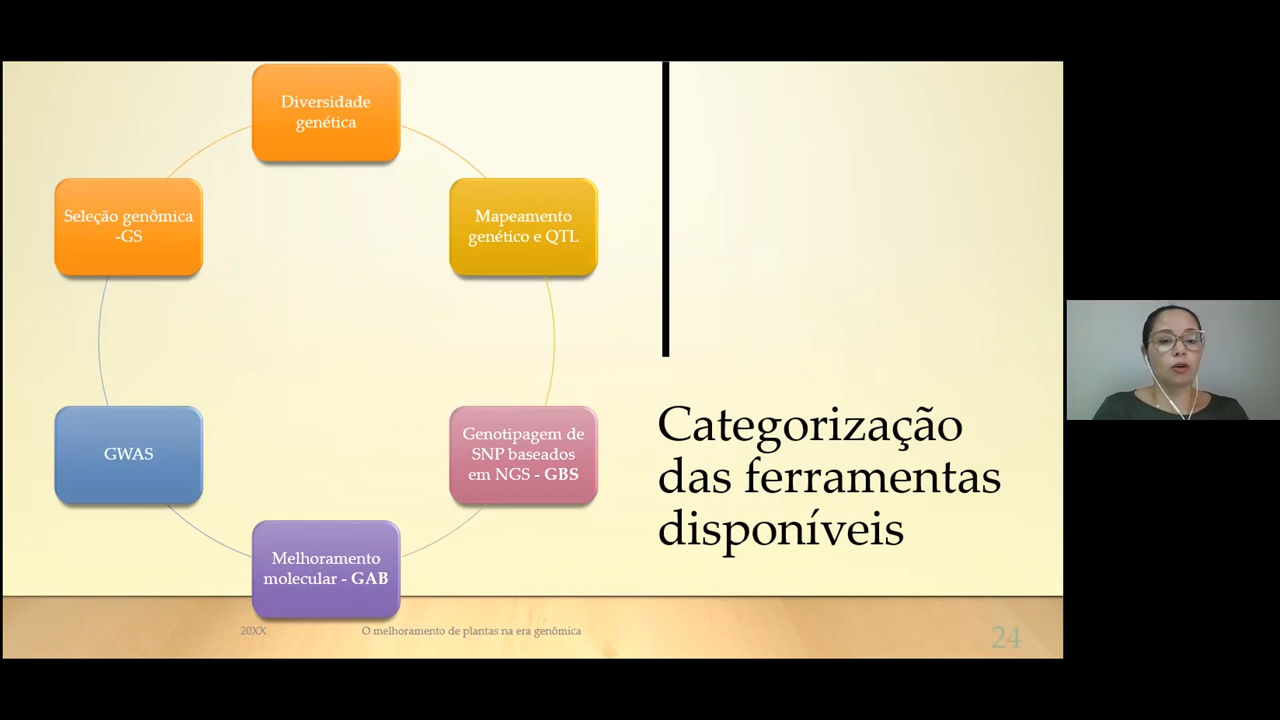 Diversidade
genética
Seleção genômica
-GS
Mapeamento
genético e QTL
GWAS
Genotipagem de
SNP baseados
em NGS - GBS
Melhoramento
molecular - GAB
Categorização
das ferramentas
disponíveis
20XX
O melhoramento de plantas na era genômica
24